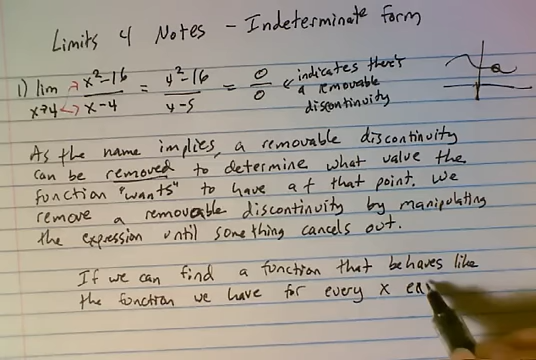 Limits 4 Notes - Indeterminate form
1) lim x→4 x²-16 / x-4 = 4²-16 / 4-5 = 0/0 ← indicates there's
a removable
discontinuity
As the name implies, a removable discontinuity
can be removed to determine what value the
function "wants" to have at that point. We
remove a removable discontinuity by manipulating
the expression until something cancels out.
If we can find a function that behaves like
the function we have for every x